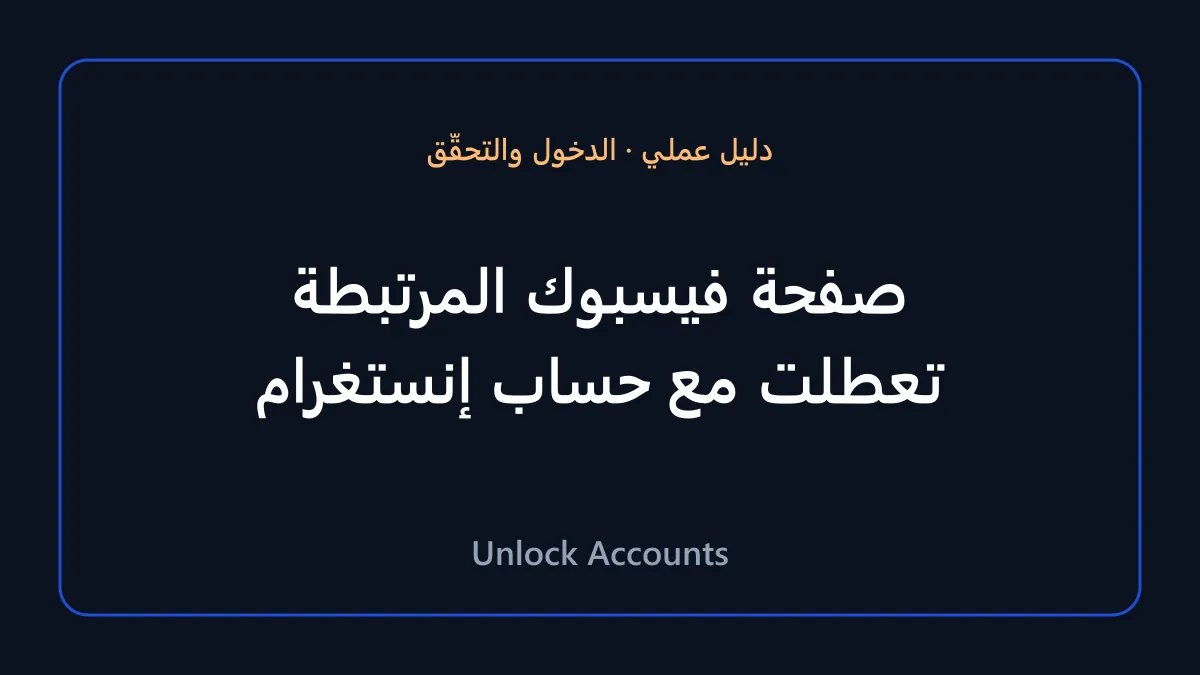 دليل عملي · الدخول والتحقّق
صفحة فيسبوك المرتبطة
تعطلت مع حساب إنستغرام
Unlock Accounts